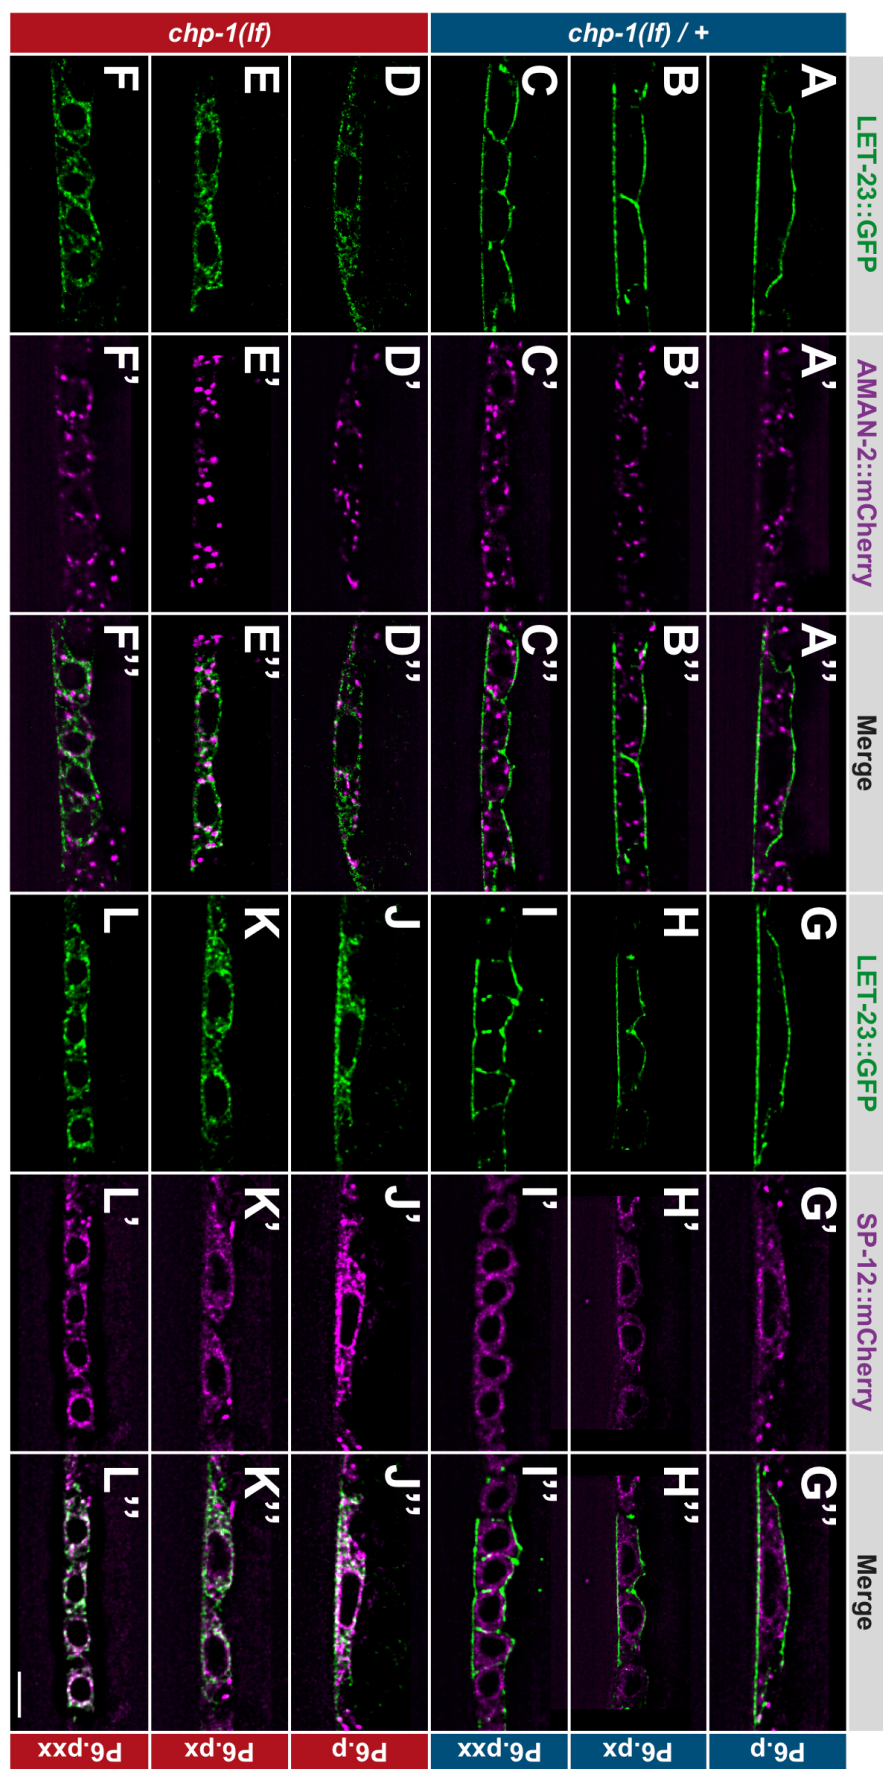 LET-23::GFP AMAN-2::mCherry Merge LET-23::GFP SP-12::mCherry Merge
chp-1(lf) / +
A A’ A’’ G G’ G’’ P6.p
B B’ B’’ H H’ H’’ P6.px
C C’ C’’ I I’ I’’ P6.pxx
chp-1(lf)
D D’ D’’ J J’ J’’ P6.p
E E’ E’’ K K’ K’’ P6.px
F F’ F’’ L L’ L’’ P6.pxx